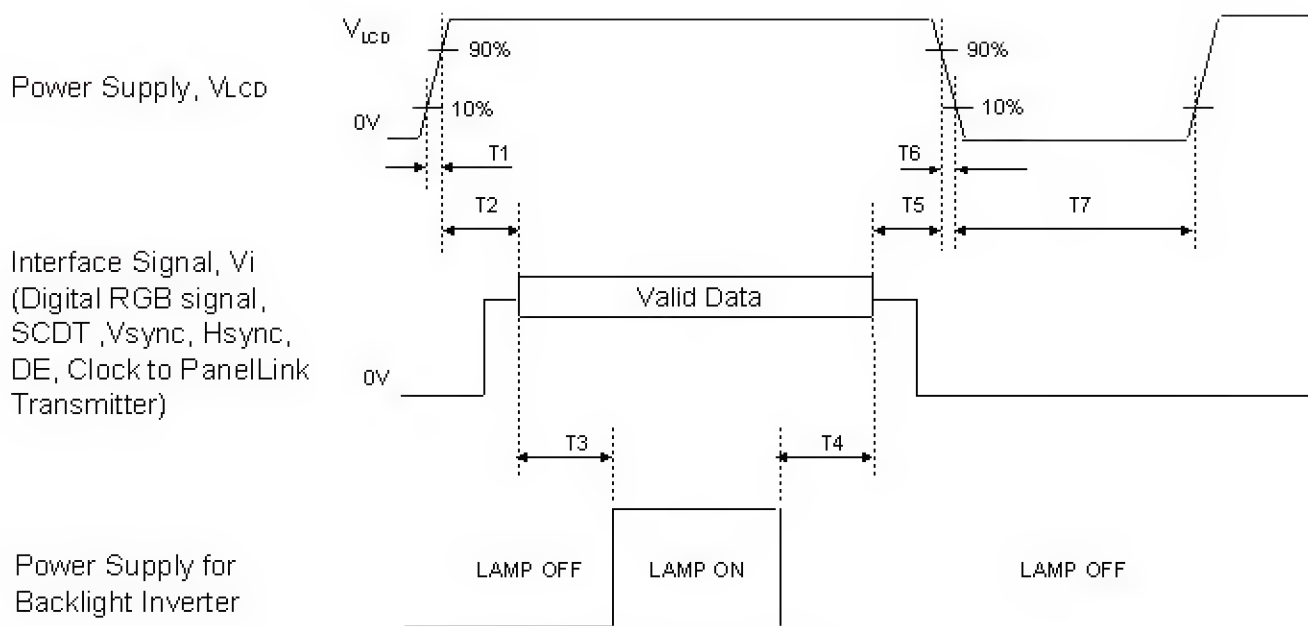 VLCD
90%
90%
Power Supply, VLCD
10%
10%
0V
T1
T6
T2
T5
T7
Interface Signal, Vi
(Digital RGB signal,
SCDT ,Vsync, Hsync,
DE, Clock to PanelLink
Transmitter)
Valid Data
0V
T3
T4
Power Supply for
Backlight Inverter
LAMP OFF
LAMP ON
LAMP OFF